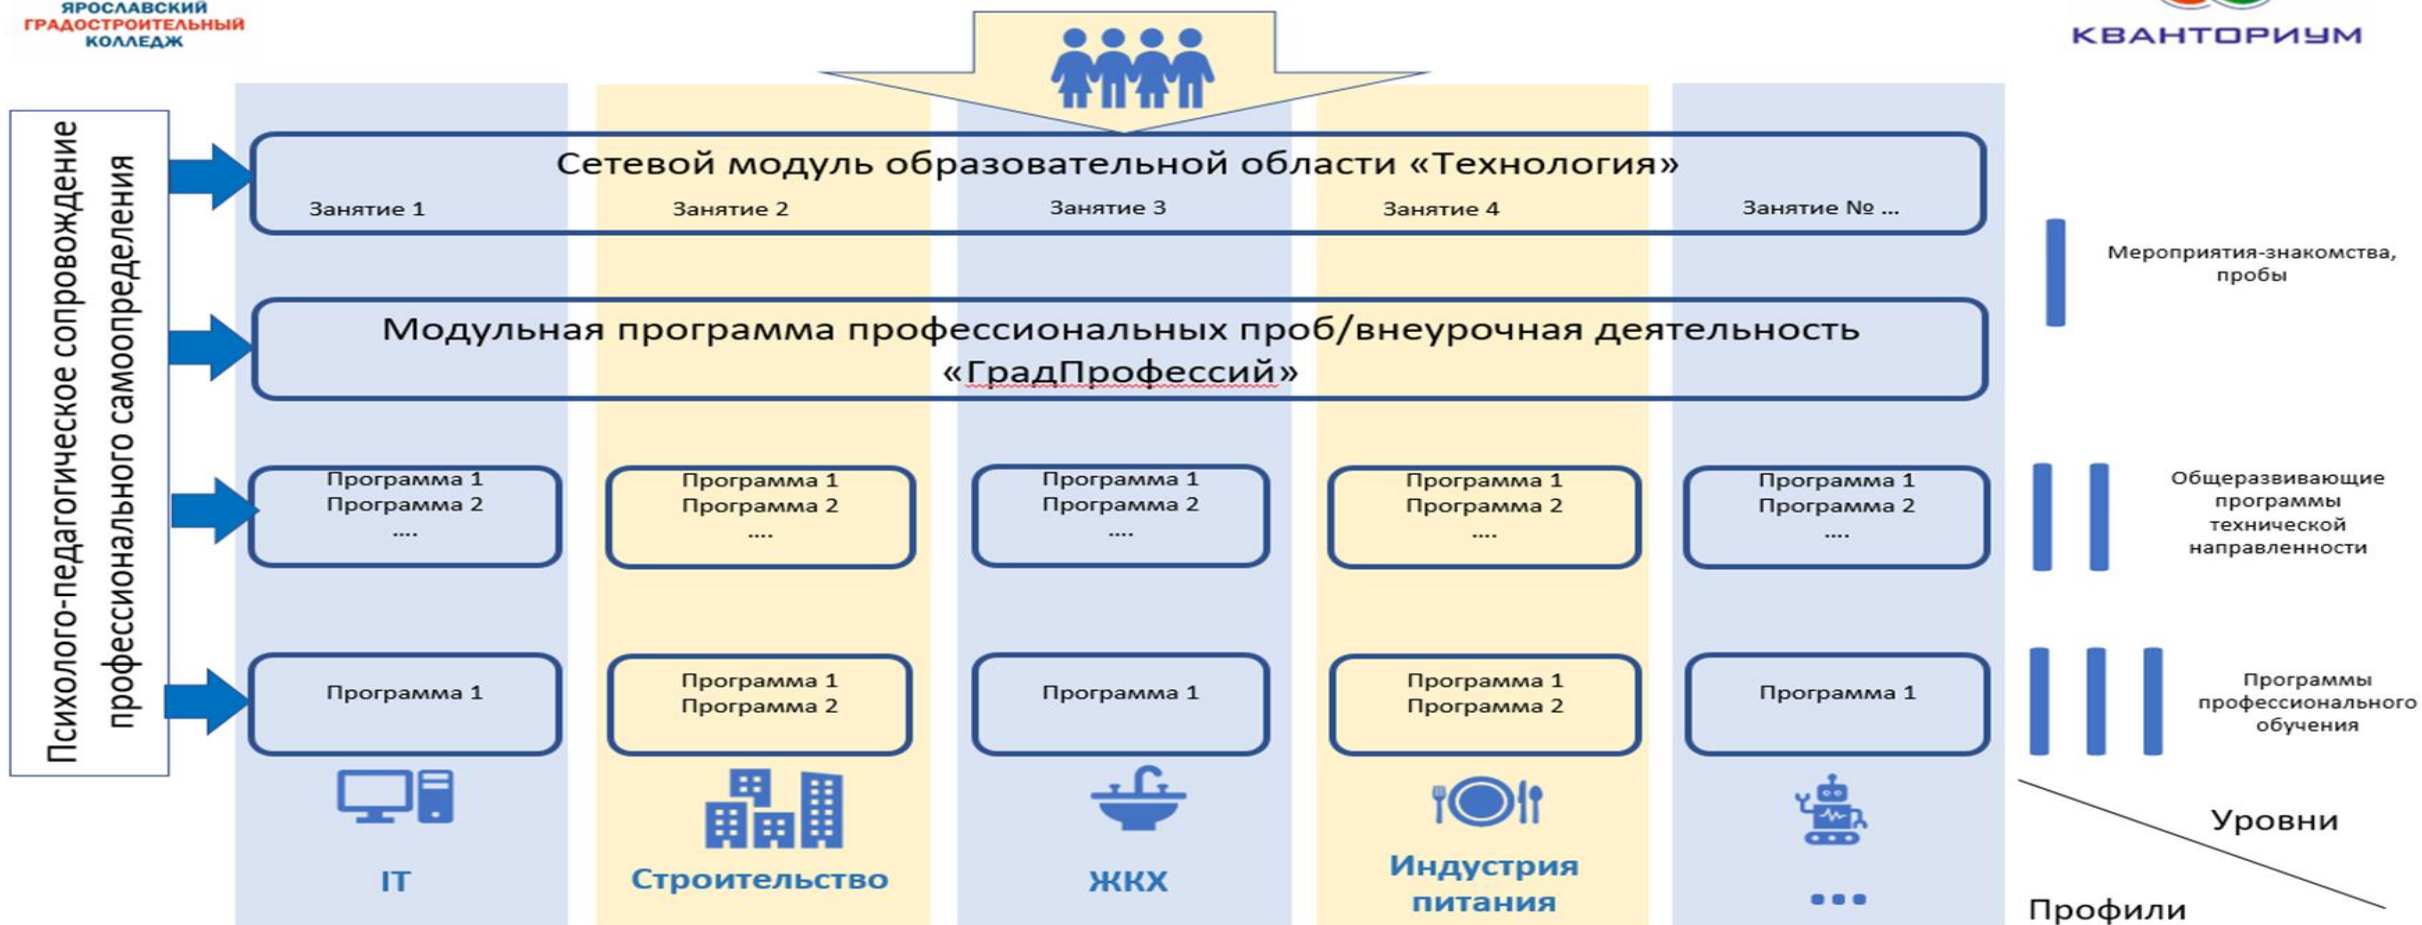 ЯРОСЛАВСКИЙ
ГРАДОСТРОИТЕЛЬНЫЙ
КОЛЛЕДЖ
КВАНТОРИУМ
Психолого-педагогическое сопровождение
профессионального самоопределения
Сетевой модуль образовательной области «Технология»
Занятие 1
Занятие 2
Занятие 3
Занятие 4
Занятие № ...
Мероприятия-знакомства,
пробы
Модульная программа профессиональных проб/внеурочная деятельность
«ГрадПрофессий»
Программа 1
Программа 2
....
Программа 1
Программа 2
....
Программа 1
Программа 2
....
Программа 1
Программа 2
....
Программа 1
Программа 2
....
Общеразвивающие
программы
технической
направленности
Программа 1
Программа 1
Программа 2
Программа 1
Программа 1
Программа 2
Программа 1
Программы
профессионального
обучения
IT
Строительство
ЖКХ
Индустрия
питания
...
Уровни
Профили